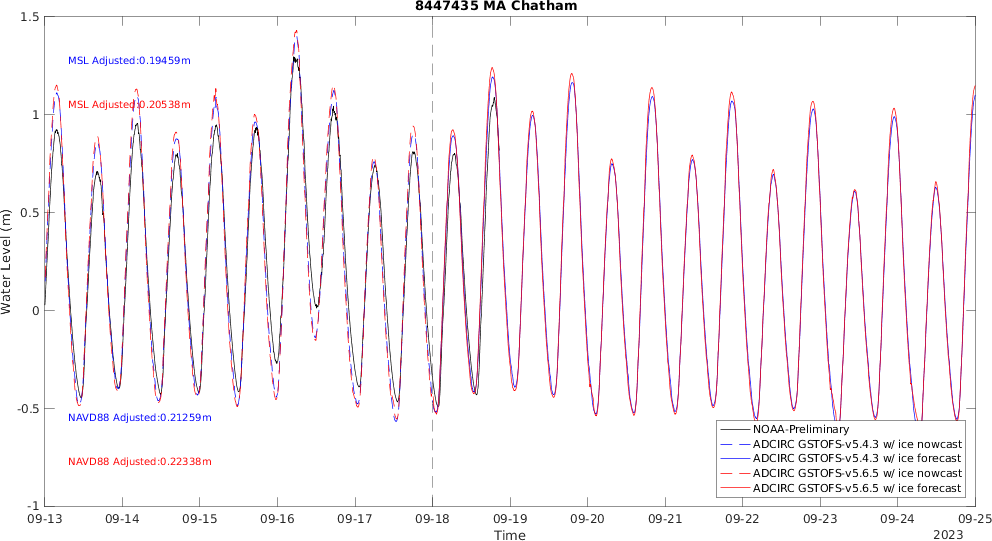 8447435 MA Chatham
1.5
MSL Adjusted:0.19459m
MSL Adjusted:0.20538m
1
0.5
Water Level (m)
0
-0.5
NAVD88 Adjusted:0.21259m
NAVD88 Adjusted:0.22338m
-1
NOAA-Preliminary
ADCIRC GSTOFS-v5.4.3 w/ ice nowcast
ADCIRC GSTOFS-v5.4.3 w/ ice forecast
ADCIRC GSTOFS-v5.6.5 w/ ice nowcast
ADCIRC GSTOFS-v5.6.5 w/ ice forecast
09-13 09-14 09-15 09-16 09-17 09-18 09-19 09-20 09-21 09-22 09-23 09-24 09-25
Time
2023